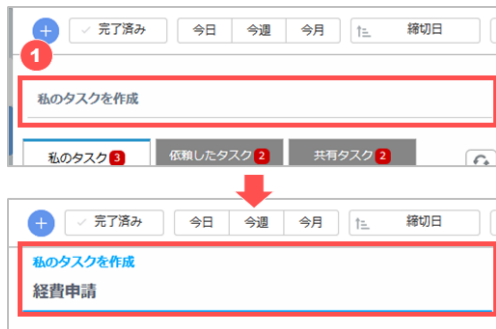 + 完了済み 今日 今週 今月 締切日
1
私のタスクを作成
私のタスク 3 依頼したタスク 2 共有タスク 2
+ 完了済み 今日 今週 今月 締切日
私のタスクを作成
経費申請